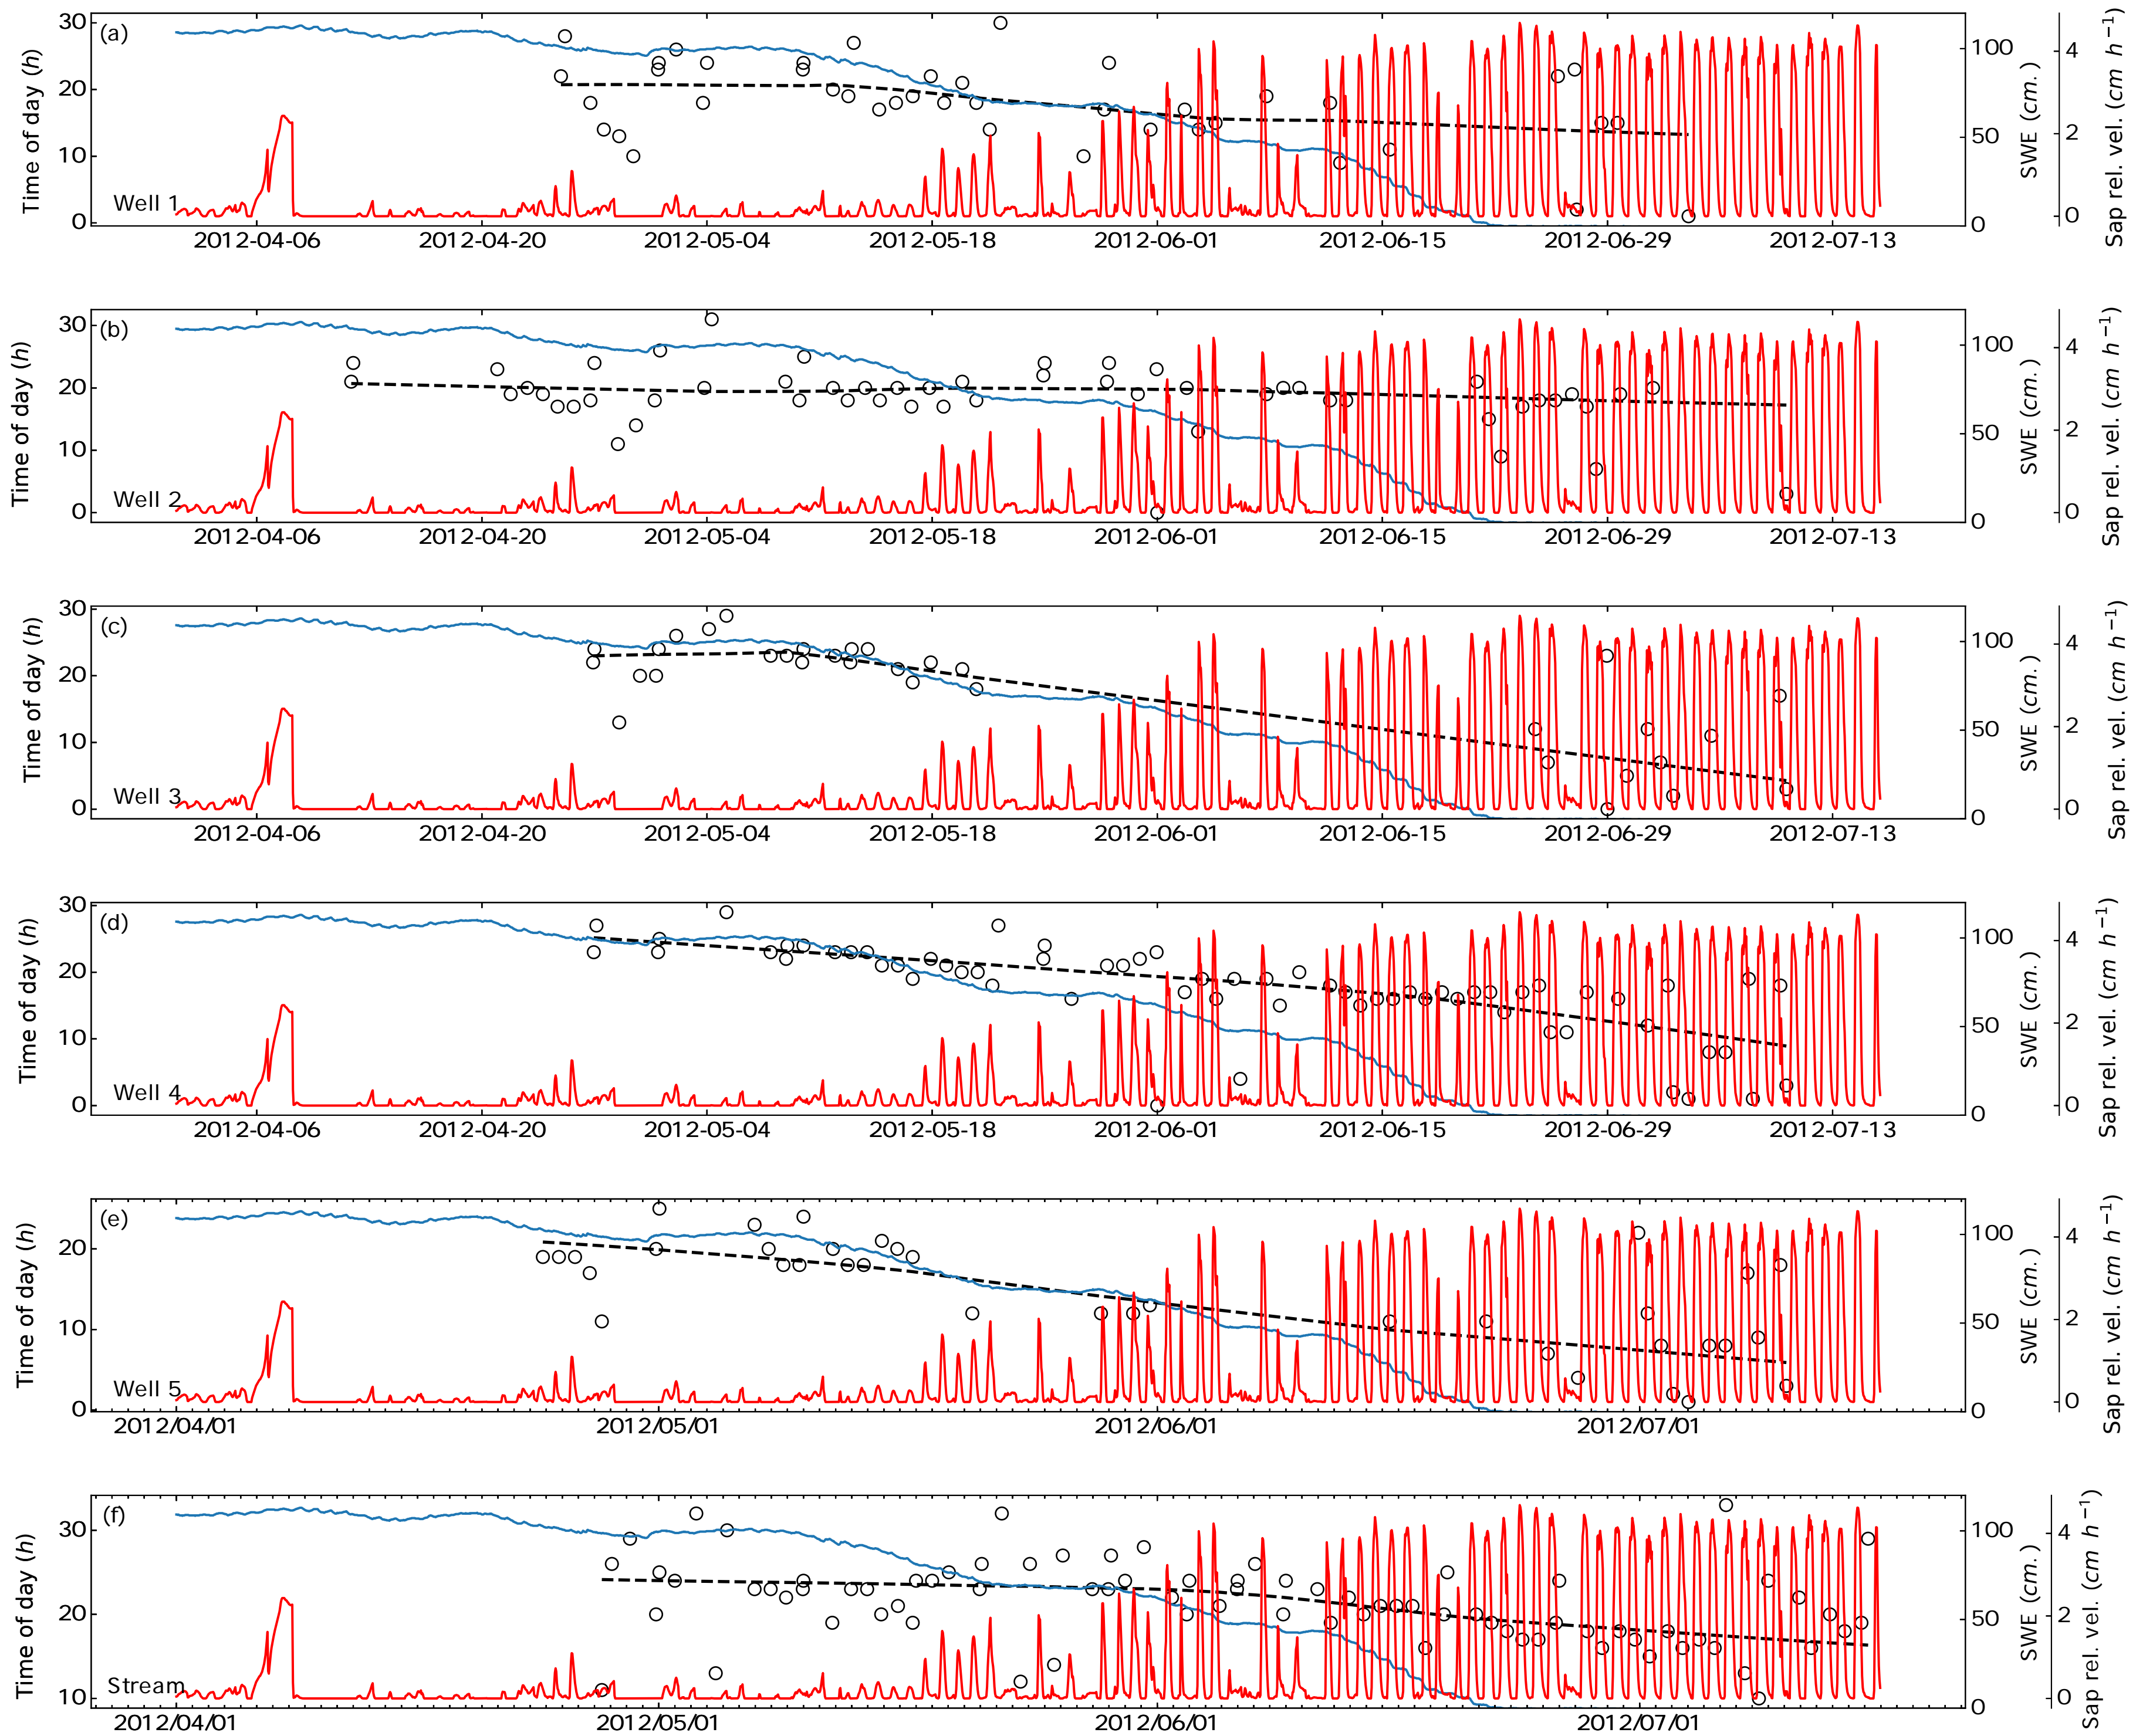 (a)
Time of day (h)
30
20
10
0
Well 1
2012-04-06 2012-04-20 2012-05-04 2012-05-18 2012-06-01 2012-06-15 2012-06-29 2012-07-13
100
50
0
SWE (cm.)
4
2
0
Sap rel. vel. (cm h⁻¹)
(b)
Time of day (h)
30
20
10
0
Well 2
2012-04-06 2012-04-20 2012-05-04 2012-05-18 2012-06-01 2012-06-15 2012-06-29 2012-07-13
100
50
0
SWE (cm.)
4
2
0
Sap rel. vel. (cm h⁻¹)
(c)
Time of day (h)
30
20
10
0
Well 3
2012-04-06 2012-04-20 2012-05-04 2012-05-18 2012-06-01 2012-06-15 2012-06-29 2012-07-13
100
50
0
SWE (cm.)
4
2
0
Sap rel. vel. (cm h⁻¹)
(d)
Time of day (h)
30
20
10
0
Well 4
2012-04-06 2012-04-20 2012-05-04 2012-05-18 2012-06-01 2012-06-15 2012-06-29 2012-07-13
100
50
0
SWE (cm.)
4
2
0
Sap rel. vel. (cm h⁻¹)
(e)
Time of day (h)
20
10
0
Well 5
2012/04/01 2012/05/01 2012/06/01 2012/07/01
100
50
0
SWE (cm.)
4
2
0
Sap rel. vel. (cm h⁻¹)
(f)
Time of day (h)
30
20
10
Stream
2012/04/01 2012/05/01 2012/06/01 2012/07/01
100
50
0
SWE (cm.)
4
2
0
Sap rel. vel. (cm h⁻¹)